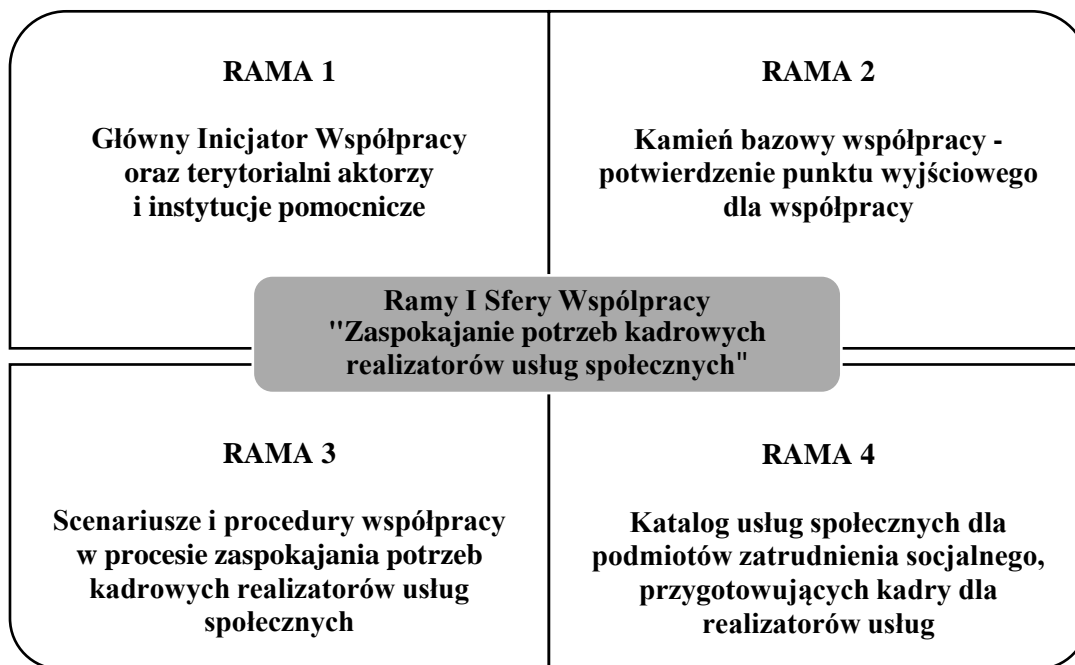 RAMA 1
Główny Inicjator Współpracy
oraz terytorialni aktorzy
i instytucje pomocnicze
RAMA 2
Kamień bazowy współpracy -
potwierdzenie punktu wyjściowego
dla współpracy
Ramy I Sfery Wspólpracy
"Zaspokajanie potrzeb kadrowych
realizatorów usług społecznych"
RAMA 3
Scenariusze i procedury współpracy
w procesie zaspokajania potrzeb
kadrowych realizatorów usług
społecznych
RAMA 4
Katalog usług społecznych dla
podmiotów zatrudnienia socjalnego,
przygotowujących kadry dla
realizatorów usług